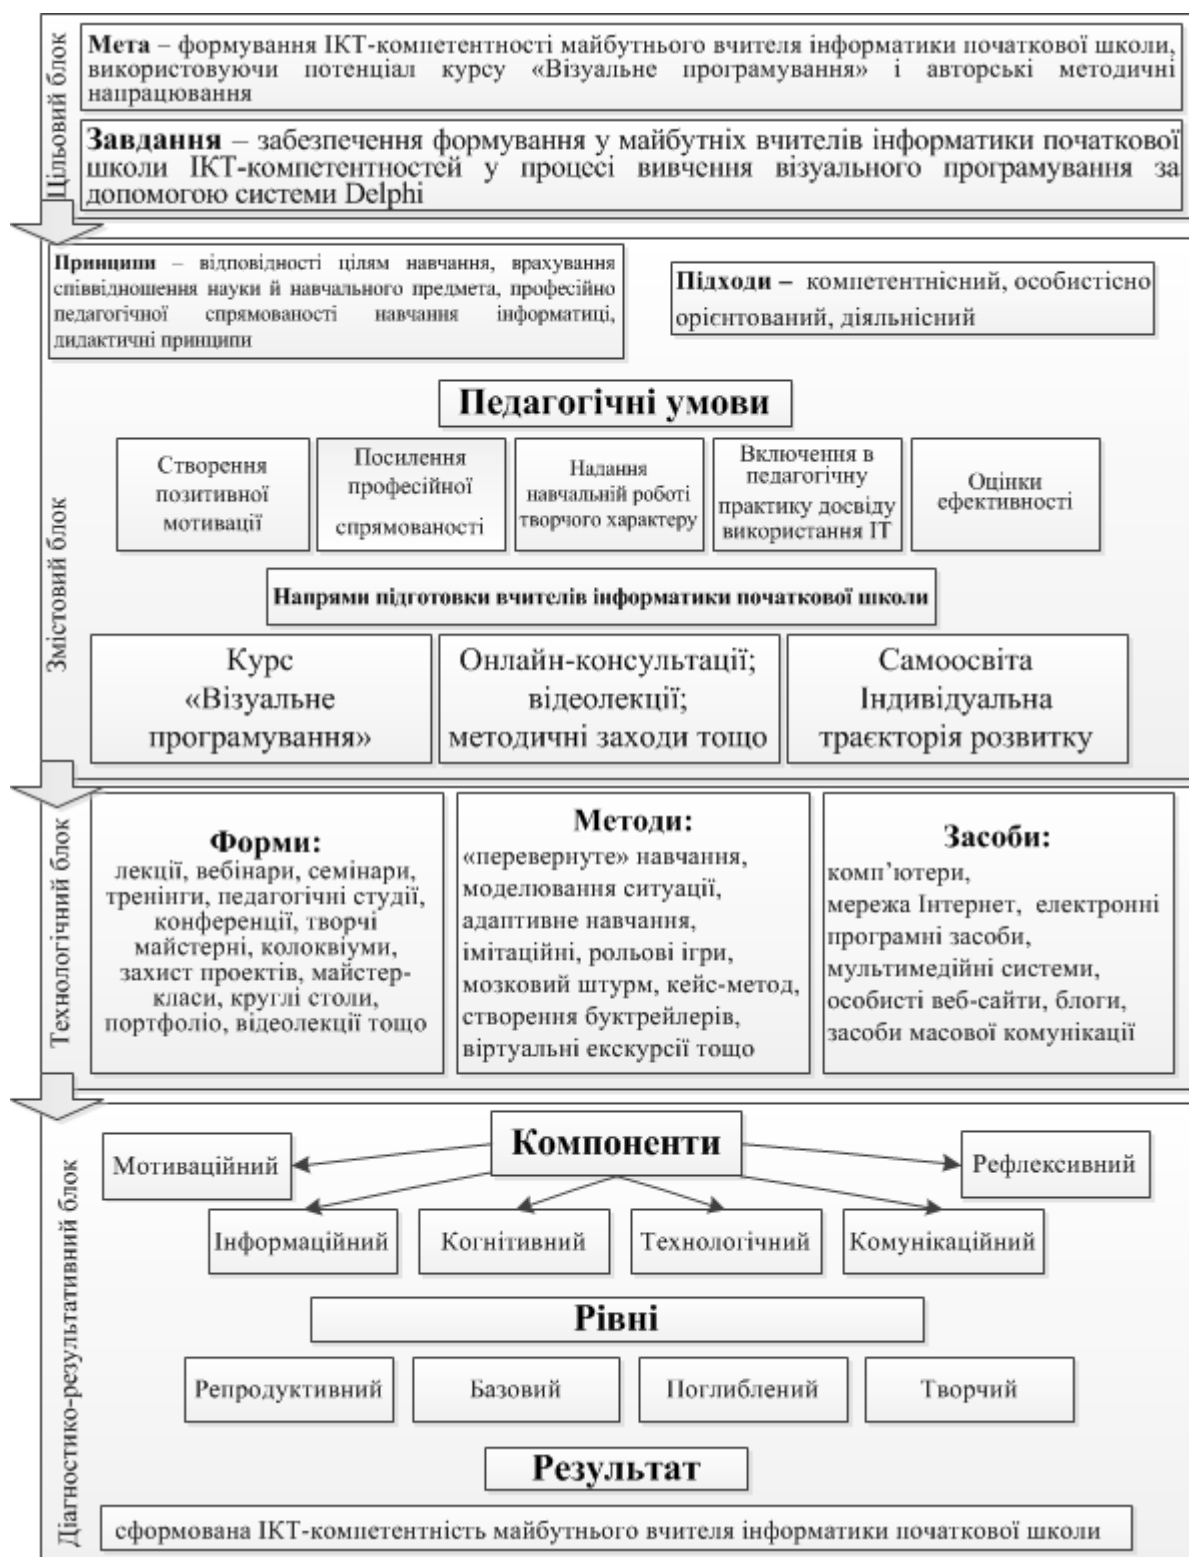 Цільовий блок
Мета – формування ІКТ-компетентності майбутнього вчителя інформатики початкової школи,
використовуючи потенціал курсу «Візуальне програмування» і авторські методичні
напрацювання
Завдання – забезпечення формування у майбутніх вчителів інформатики початкової
школи ІКТ-компетентностей у процесі вивчення візуального програмування за
допомогою системи Delphi
Змістовий блок
Принципи – відповідності цілям навчання, врахування
співвідношення науки й навчального предмета, професійно
педагогічної спрямованості навчання інформатиці,
дидактичні принципи
Підходи – компетентнісний, особистісно
орієнтований, діяльнісний
Педагогічні умови
Створення
позитивної
мотивації
Посилення
професійної
спрямованості
Надання
навчальній роботі
творчого характеру
Включення в
педагогічну
практику досвіду
використання ІТ
Оцінки
ефективності
Напрями підготовки вчителів інформатики початкової школи
Курс
«Візуальне
програмування»
Онлайн-консультації;
відеолекції;
методичні заходи тощо
Самоосвіта
Індивідуальна
траєкторія розвитку
Технологічний блок
Форми:
лекції, вебінари, семінари,
тренінги, педагогічні студії,
конференції, творчі
майстерні, колоквіуми,
захист проектів, майстер-
класи, круглі столи,
портфоліо, відеолекції тощо
Методи:
«перевернуте» навчання,
моделювання ситуації,
адаптивне навчання,
імітаційні, рольові ігри,
мозковий штурм, кейс-метод,
створення буктрейлерів,
віртуальні екскурсії тощо
Засоби:
комп’ютери,
мережа Інтернет, електронні
програмні засоби,
мультимедійні системи,
особисті веб-сайти, блоги,
засоби масової комунікації
Діагностико-результативний блок
Компоненти
Мотиваційний
Рефлексивний
Інформаційний
Когнітивний
Технологічний
Комунікаційний
Рівні
Репродуктивний
Базовий
Поглиблений
Творчий
Результат
сформована ІКТ-компетентність майбутнього вчителя інформатики початкової школи